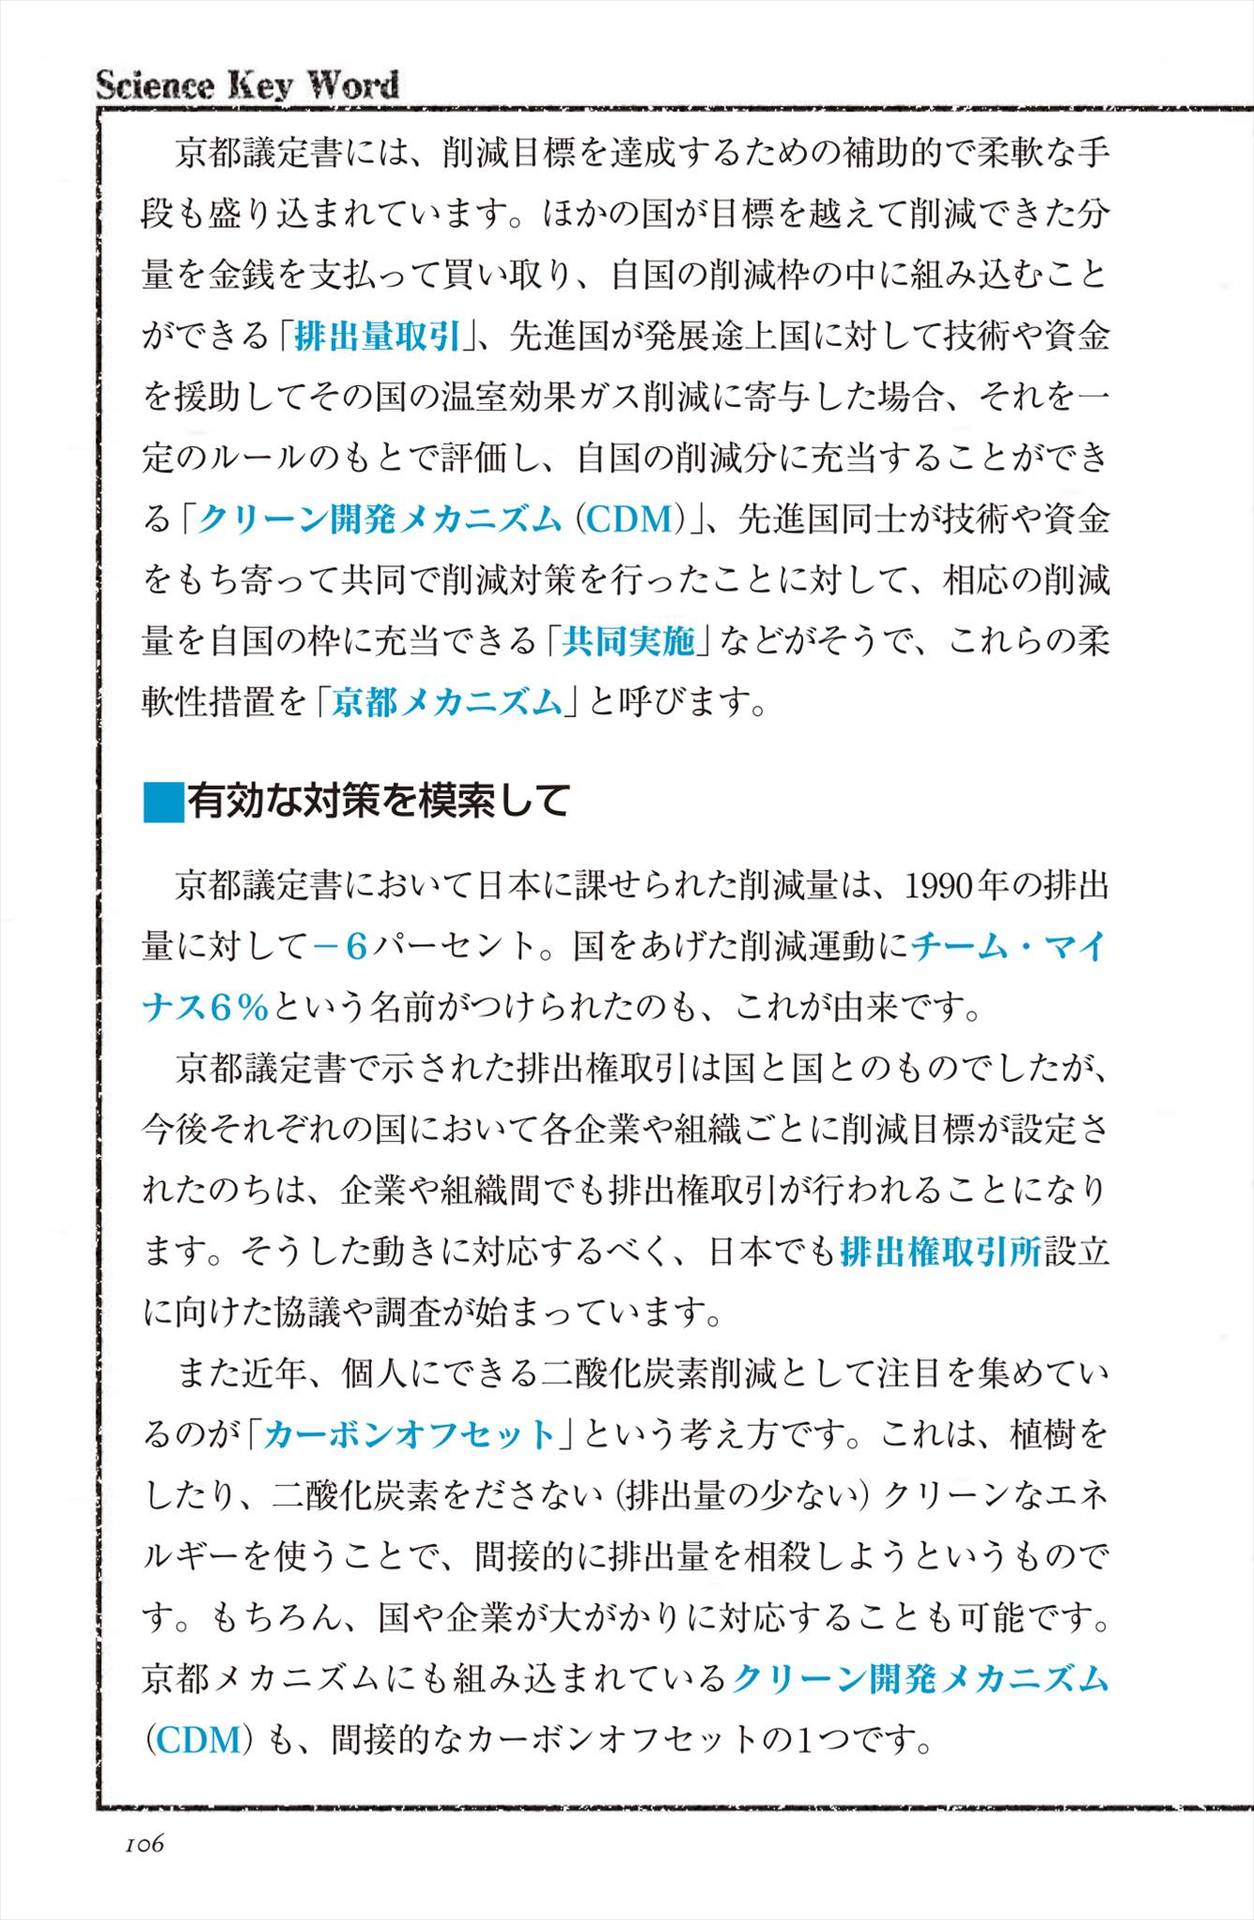 Science Key Word
京都議定書には、削減目標を達成するための補助的で柔軟な手
段も盛り込まれています。ほかの国が目標を越えて削減できた分
量を金銭を支払って買い取り、自国の削減枠の中に組み込むこと
ができる「排出量取引」、先進国が発展途上国に対して技術や資金
を援助してその国の温室効果ガス削減に寄与した場合、それを一
定のルールのもとで評価し、自国の削減分に充当することができ
る「クリーン開発メカニズム（CDM）」、先進国同士が技術や資金
をもち寄って共同で削減対策を行ったことに対して、相応の削減
量を自国の枠に充当できる「共同実施」などがそうで、これらの柔
軟性措置を「京都メカニズム」と呼びます。
■有効な対策を模索して
京都議定書において日本に課せられた削減量は、1990年の排出
量に対して－6パーセント。国をあげた削減運動にチーム・マイ
ナス6％という名前がつけられたのも、これが由来です。
京都議定書で示された排出権取引は国と国とのものでしたが、
今後それぞれの国において各企業や組織ごとに削減目標が設定さ
れたのちは、企業や組織間でも排出権取引が行われることになり
ます。そうした動きに対応するべく、日本でも排出権取引所設立
に向けた協議や調査が始まっています。
また近年、個人にできる二酸化炭素削減として注目を集めてい
るのが「カーボンオフセット」という考え方です。これは、植樹を
したり、二酸化炭素をださない（排出量の少ない）クリーンなエネ
ルギーを使うことで、間接的に排出量を相殺しようというもので
す。もちろん、国や企業が大がかりに対応することも可能です。
京都メカニズムにも組み込まれているクリーン開発メカニズム
（CDM）も、間接的なカーボンオフセットの1つです。
106